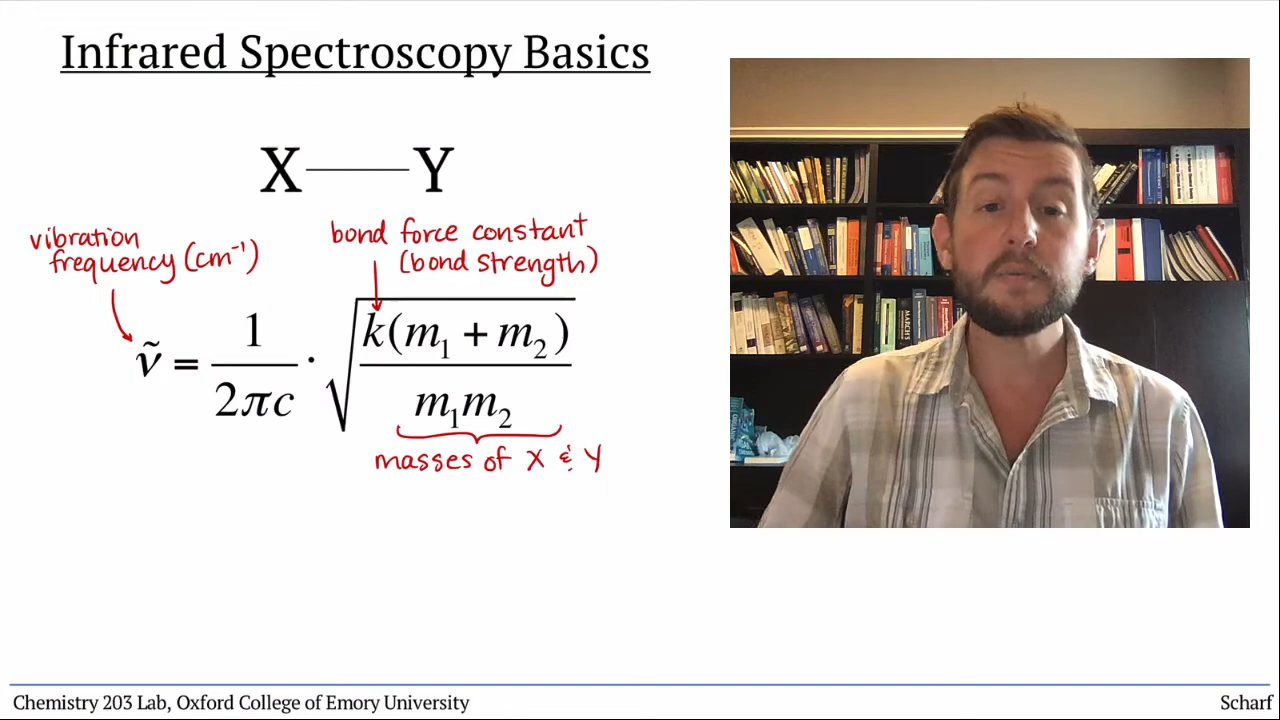 Infrared Spectroscopy Basics
X — Y
vibration
frequency (cm⁻¹)
bond force constant
(bond strength)
ν̃ = 1/(2πc) · √(k(m₁ + m₂)/(m₁m₂))
masses of X & Y
MARCH'S
Chemistry 203 Lab, Oxford College of Emory University
Scharf